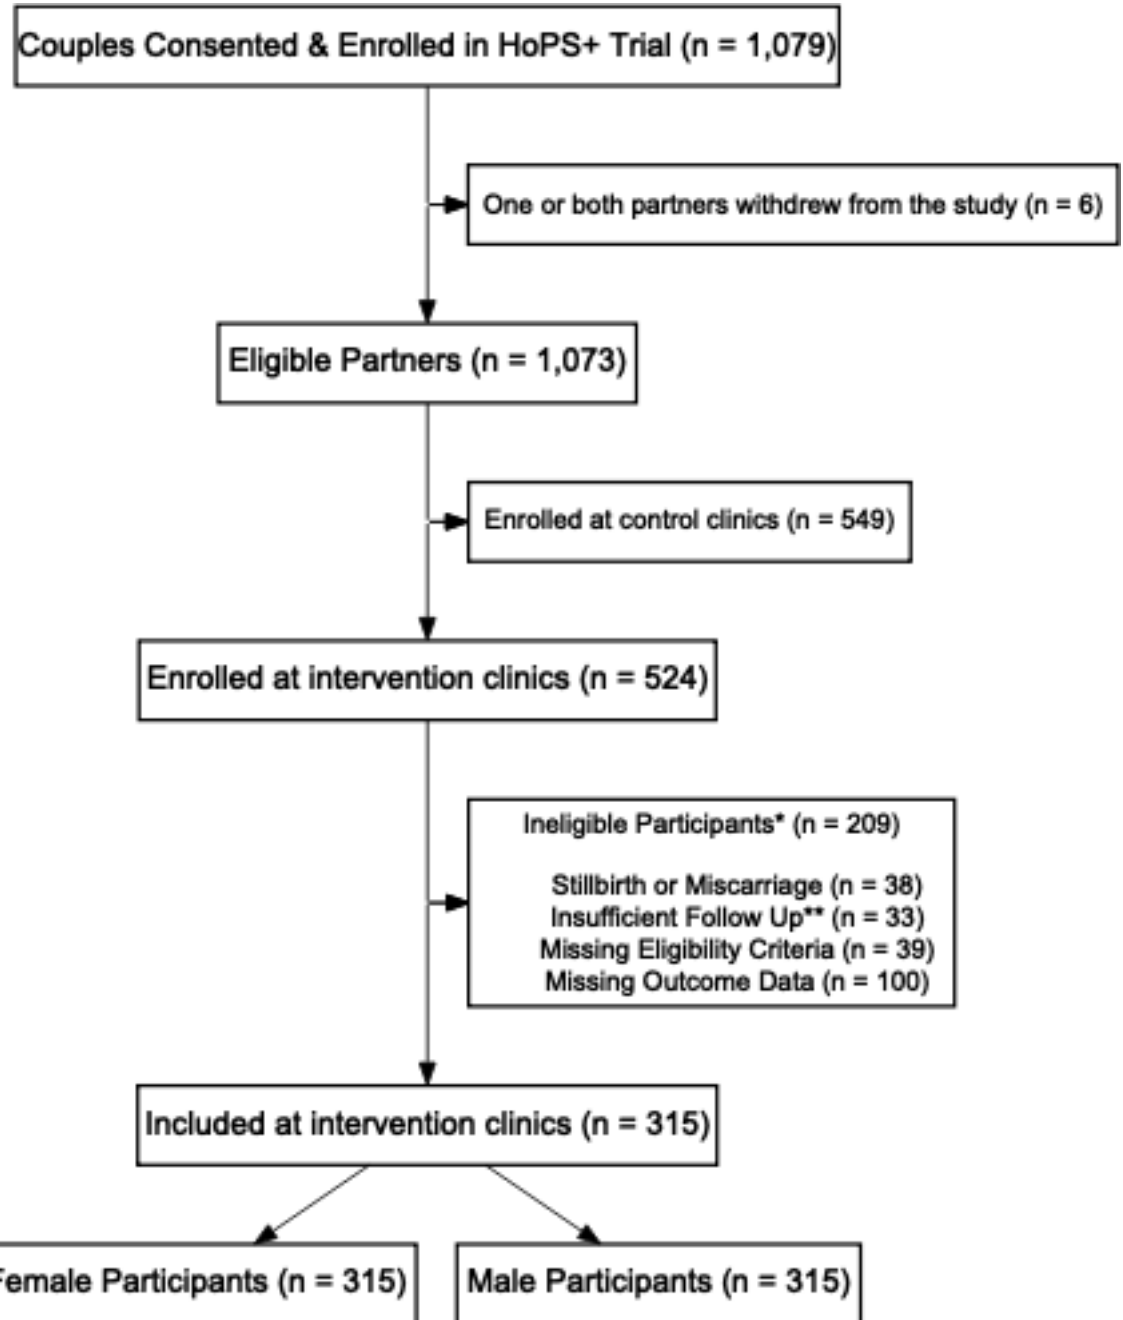 Couples Consented & Enrolled in HoPS+ Trial (n = 1,079)
One or both partners withdrew from the study (n = 6)
Eligible Partners (n = 1,073)
Enrolled at control clinics (n = 549)
Enrolled at intervention clinics (n = 524)
Ineligible Participants* (n = 209)
Stillbirth or Miscarriage (n = 38)
Insufficient Follow Up** (n = 33)
Missing Eligibility Criteria (n = 39)
Missing Outcome Data (n = 100)
Included at intervention clinics (n = 315)
Female Participants (n = 315)
Male Participants (n = 315)